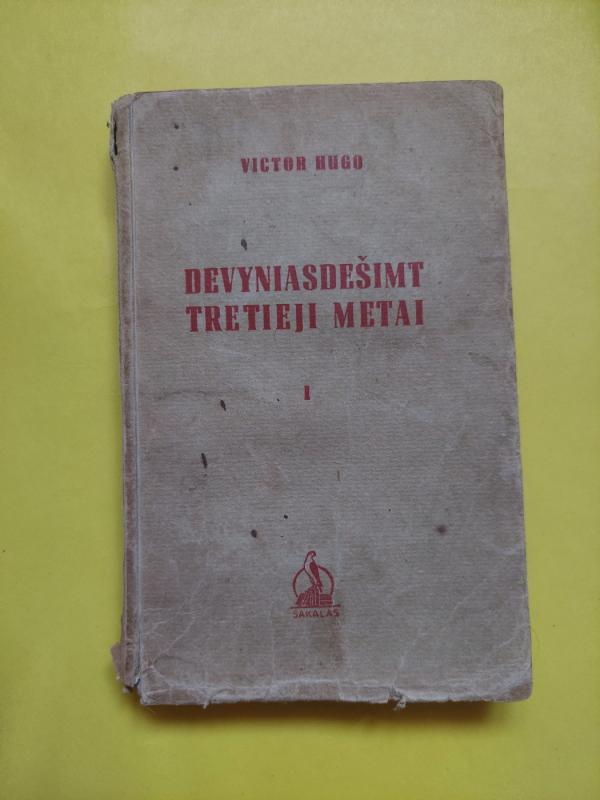 VICTOR HUGO
DEVYNIASDEŠIMT
TRETIEJI METAI
I
SAKALAS